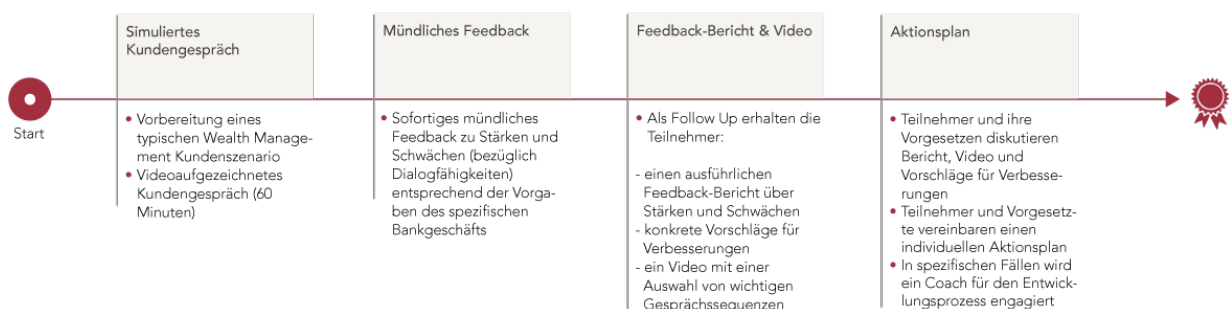 Start
Simuliertes
Kundengespräch
• Vorbereitung eines
typischen Wealth Manage-
ment Kundenszenario
• Videoaufgezeichnetes
Kundengespräch (60
Minuten)
Mündliches Feedback
• Sofortiges mündliches
Feedback zu Stärken und
Schwächen (bezüglich
Dialogfähigkeiten)
entsprechend der Vorga-
ben des spezifischen
Bankgeschäfts
Feedback-Bericht & Video
• Als Follow Up erhalten die
Teilnehmer:
- einen ausführlichen
Feedback-Bericht über
Stärken und Schwächen
- konkrete Vorschläge für
Verbesserungen
- ein Video mit einer
Auswahl von wichtigen
Gesprächssequenzen
Aktionsplan
• Teilnehmer und ihre
Vorgesetzen diskutieren
Bericht, Video und
Vorschläge für Verbesse-
rungen
• Teilnehmer und Vorgesetz-
te vereinbaren einen
individuellen Aktionsplan
• In spezifischen Fällen wird
ein Coach für den Entwick-
lungsprozess engagiert